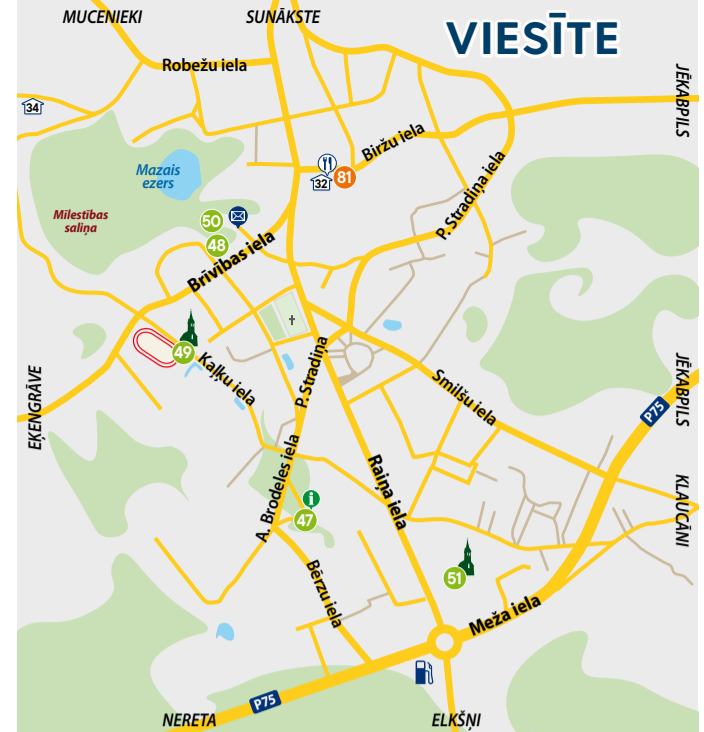 MUCENIEKI
SUNĀKSTE
VIESĪTE
Robežu iela
JĒKABPILS
34
Biržu iela
Mazais
ezers
32
81
P. Stradiņa iela
Mīlestības
saliņa
50
48
Brīvības iela
49
Kaļķu iela
P. Stradiņa
Smilšu iela
JĒKABPILS
EĶENGRĀVE
P75
A. Brodeles iela
Raiņa iela
KLAUCĀNI
i
47
51
Bērzu iela
Meža iela
P75
NERETA
ELKŠŅI